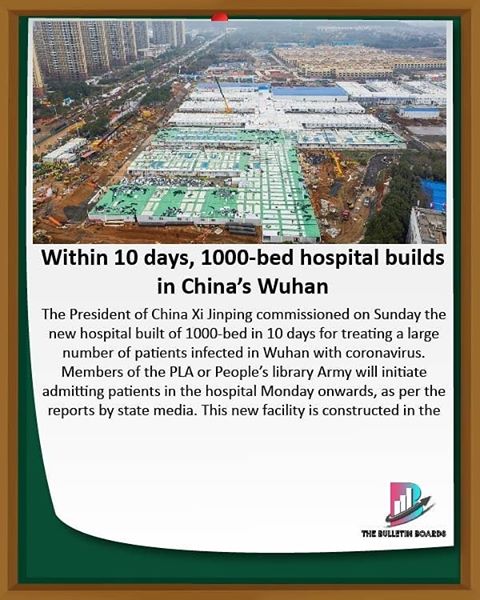 Within 10 days, 1000-bed hospital builds
in China's Wuhan
The President of China Xi Jinping commissioned on Sunday the
new hospital built of 1000-bed in 10 days for treating a large
number of patients infected in Wuhan with coronavirus.
Members of the PLA or People's library Army will initiate
admitting patients in the hospital Monday onwards, as per the
reports by state media. This new facility is constructed in the
THE BULLETIN BOARDS